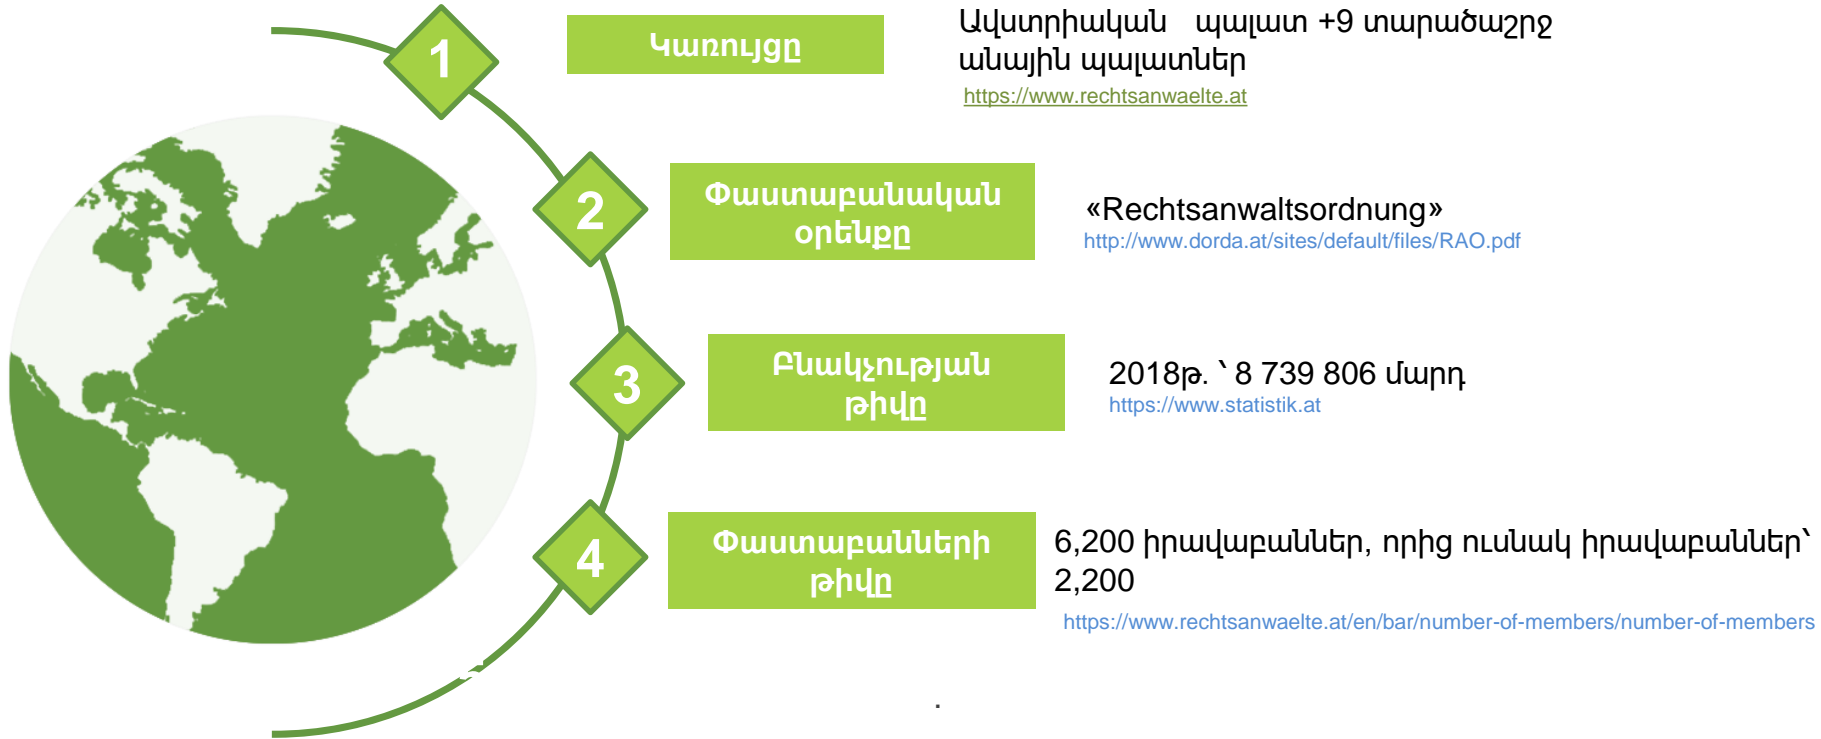 1
Կառույցը
Ավստրիական պալատ +9 տարածաշրջ
անային պալատներ
https://www.rechtsanwaelte.at
2
Փաստաբանական
օրենքը
«Rechtsanwaltsordnung»
http://www.dorda.at/sites/default/files/RAO.pdf
3
Բնակչության
թիվը
2018թ. ՝ 8 739 806 մարդ
https://www.statistik.at
4
Փաստաբանների
թիվը
6,200 իրավաբաններ, որից ուսնակ իրավաբաններ՝
2,200
https://www.rechtsanwaelte.at/en/bar/number-of-members/number-of-members
.